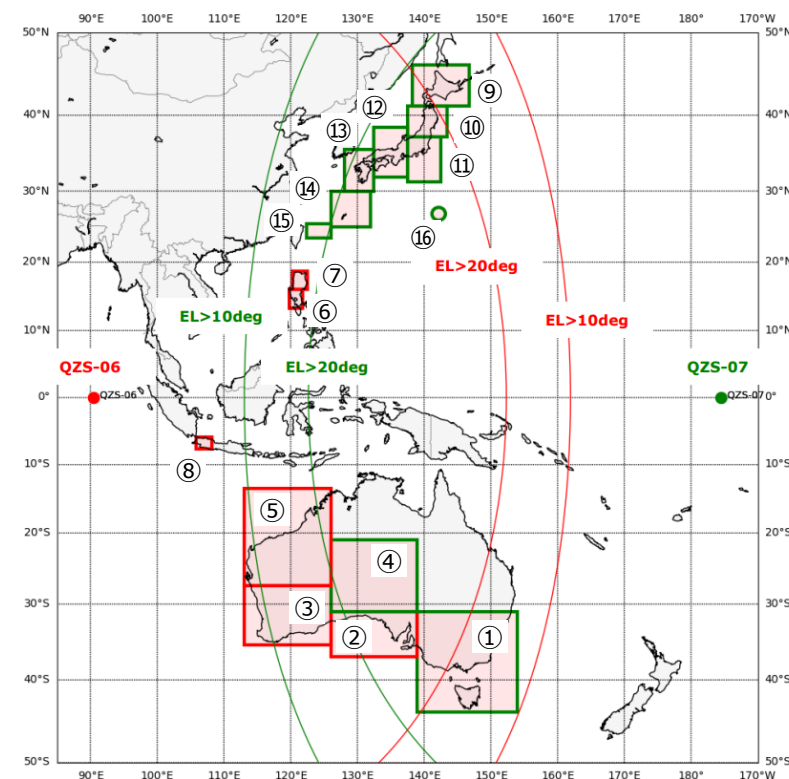 90°E 100°E 110°E 120°E 130°E 140°E 150°E 160°E 170°E 180° 170°W
50°N 50°N
⑨
⑫
40°N 40°N
⑩
⑬
⑪
30°N ⑭ 30°N
⑮
⑯
20°N 20°N
⑦ EL>20deg
⑥
EL>10deg EL>10deg
10°N 10°N
QZS-06 EL>20deg QZS-07
0° QZS-06 QZS-07 0°
10°S 10°S
⑧
⑤
20°S 20°S
④
30°S ③ 30°S
② ①
40°S 40°S
50°S 50°S
90°E 100°E 110°E 120°E 130°E 140°E 150°E 160°E 170°E 180° 170°W